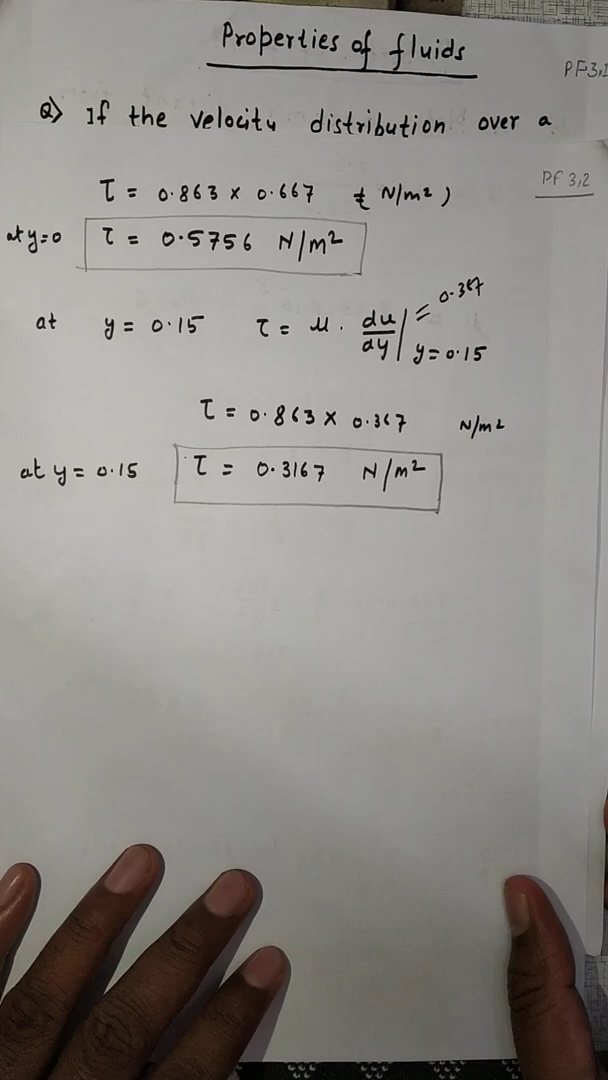 Properties of fluids
PF3,1
Q) If the velocity distribution over a
PF 3,2
τ = 0.863 x 0.667 ( N/m² )
at y=0 τ = 0.5756 N/m²
at y = 0.15 τ = μ . du/dy | y=0.15 = 0.367
τ = 0.863 x 0.367 N/m²
at y = 0.15 τ = 0.3167 N/m²